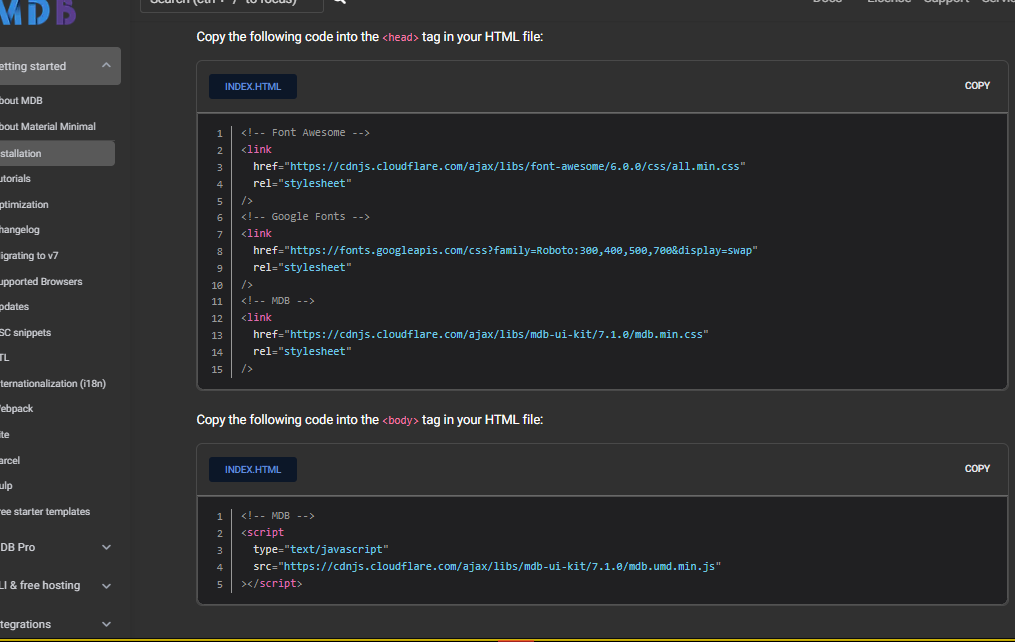 MDB
Search (ctrl + "/" to focus)
Docs License Support Servic
etting started
bout MDB
bout Material Minimal
stallation
utorials
ptimization
hangelog
igrating to v7
upported Browsers
pdates
SC snippets
TL
ternationalization (i18n)
ebpack
ite
arcel
ulp
ree starter templates
DB Pro
LI & free hosting
tegrations
Copy the following code into the <head> tag in your HTML file:
INDEX.HTML
COPY
1 <!-- Font Awesome -->
2 <link
3 href="https://cdnjs.cloudflare.com/ajax/libs/font-awesome/6.0.0/css/all.min.css"
4 rel="stylesheet"
5 />
6 <!-- Google Fonts -->
7 <link
8 href="https://fonts.googleapis.com/css?family=Roboto:300,400,500,700&display=swap"
9 rel="stylesheet"
10 />
11 <!-- MDB -->
12 <link
13 href="https://cdnjs.cloudflare.com/ajax/libs/mdb-ui-kit/7.1.0/mdb.min.css"
14 rel="stylesheet"
15 />
Copy the following code into the <body> tag in your HTML file:
INDEX.HTML
COPY
1 <!-- MDB -->
2 <script
3 type="text/javascript"
4 src="https://cdnjs.cloudflare.com/ajax/libs/mdb-ui-kit/7.1.0/mdb.umd.min.js"
5 ></script>